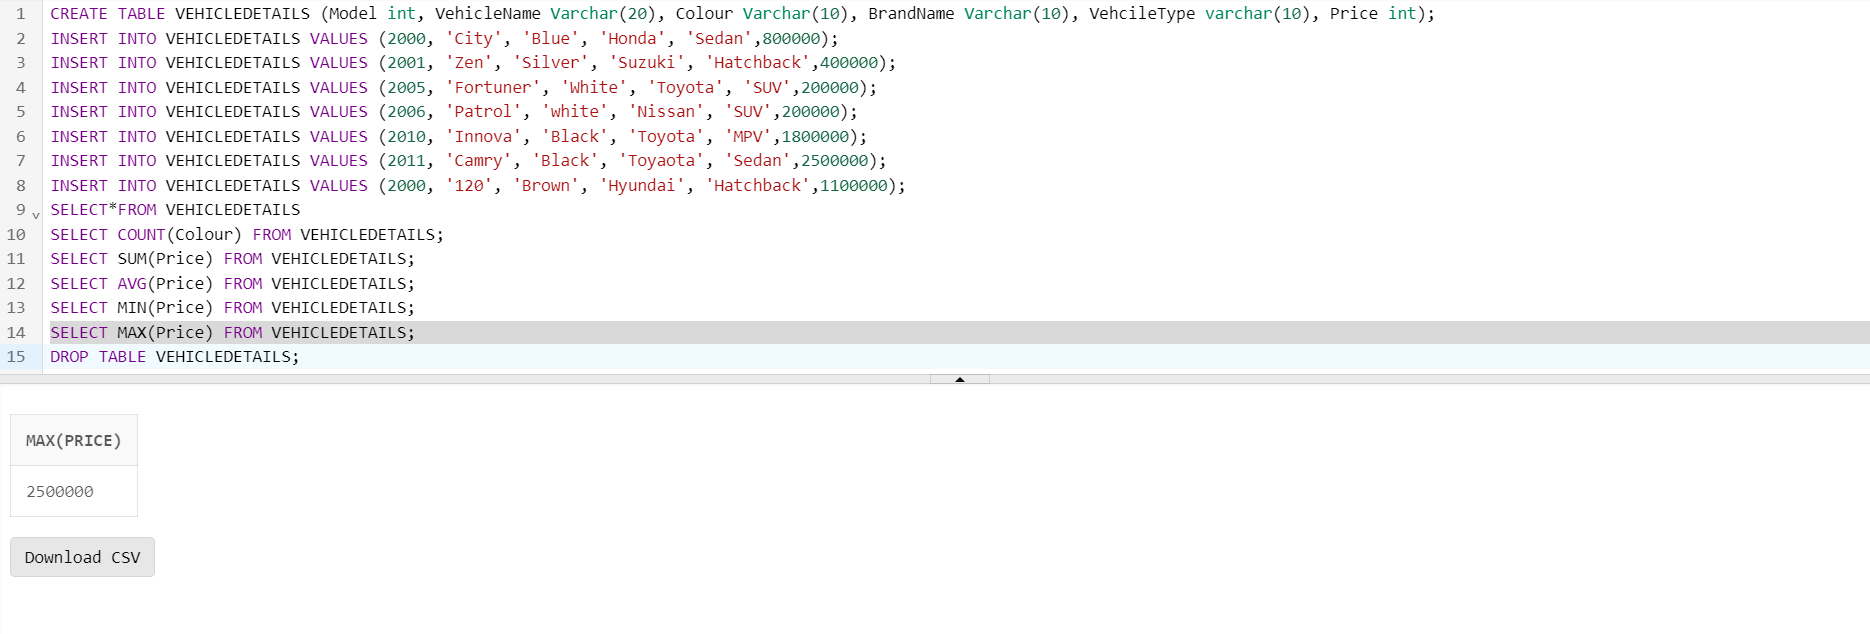 1 CREATE TABLE VEHICLEDETAILS (Model int, VehicleName Varchar(20), Colour Varchar(10), BrandName Varchar(10), VehcileType varchar(10), Price int);
2 INSERT INTO VEHICLEDETAILS VALUES (2000, 'City', 'Blue', 'Honda', 'Sedan',800000);
3 INSERT INTO VEHICLEDETAILS VALUES (2001, 'Zen', 'Silver', 'Suzuki', 'Hatchback',400000);
4 INSERT INTO VEHICLEDETAILS VALUES (2005, 'Fortuner', 'White', 'Toyota', 'SUV',200000);
5 INSERT INTO VEHICLEDETAILS VALUES (2006, 'Patrol', 'white', 'Nissan', 'SUV',200000);
6 INSERT INTO VEHICLEDETAILS VALUES (2010, 'Innova', 'Black', 'Toyota', 'MPV',1800000);
7 INSERT INTO VEHICLEDETAILS VALUES (2011, 'Camry', 'Black', 'Toyaota', 'Sedan',2500000);
8 INSERT INTO VEHICLEDETAILS VALUES (2000, '120', 'Brown', 'Hyundai', 'Hatchback',1100000);
9 SELECT*FROM VEHICLEDETAILS
10 SELECT COUNT(Colour) FROM VEHICLEDETAILS;
11 SELECT SUM(Price) FROM VEHICLEDETAILS;
12 SELECT AVG(Price) FROM VEHICLEDETAILS;
13 SELECT MIN(Price) FROM VEHICLEDETAILS;
14 SELECT MAX(Price) FROM VEHICLEDETAILS;
15 DROP TABLE VEHICLEDETAILS;
MAX(PRICE)
2500000
Download CSV